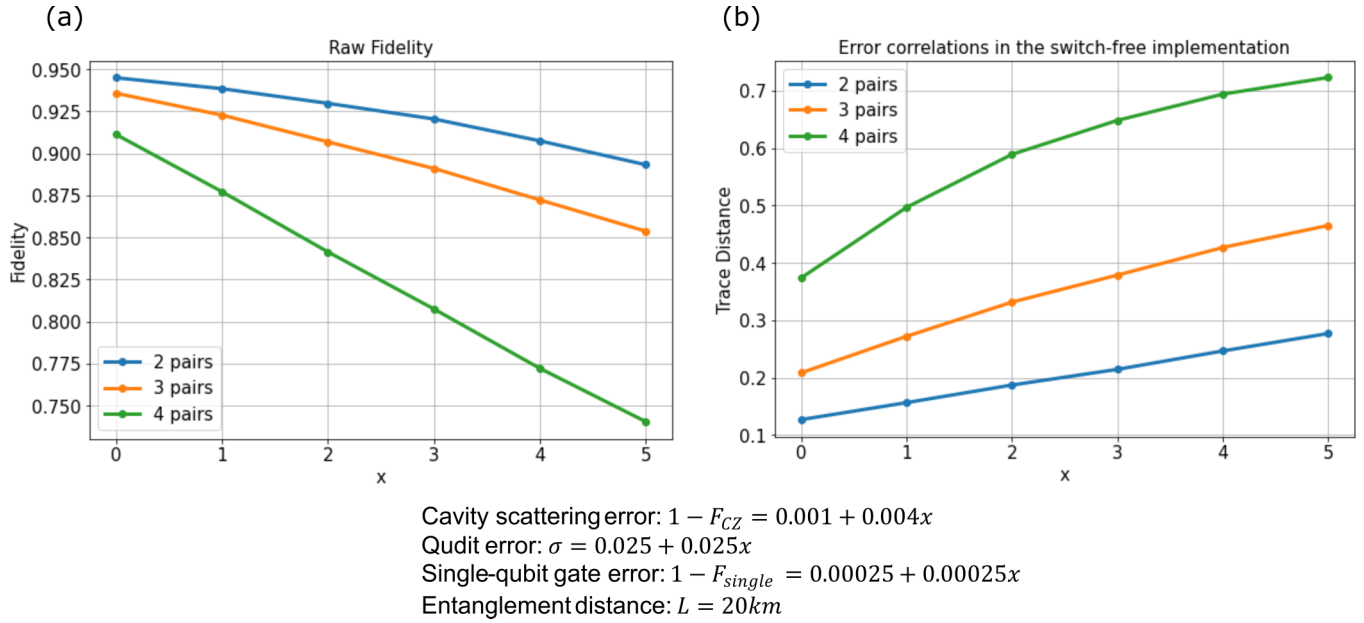 (a)
Raw Fidelity
0.950
0.925
0.900
0.875
0.850
0.825
0.800
0.775
0.750
Fidelity
2 pairs
3 pairs
4 pairs
0 1 2 3 4 5
x
(b)
Error correlations in the switch-free implementation
2 pairs
3 pairs
4 pairs
0.7
0.6
0.5
0.4
0.3
0.2
0.1
Trace Distance
0 1 2 3 4 5
x
Cavity scattering error: 1 − F_{CZ} = 0.001 + 0.004x
Qudit error: σ = 0.025 + 0.025x
Single-qubit gate error: 1 − F_{single} = 0.00025 + 0.00025x
Entanglement distance: L = 20km